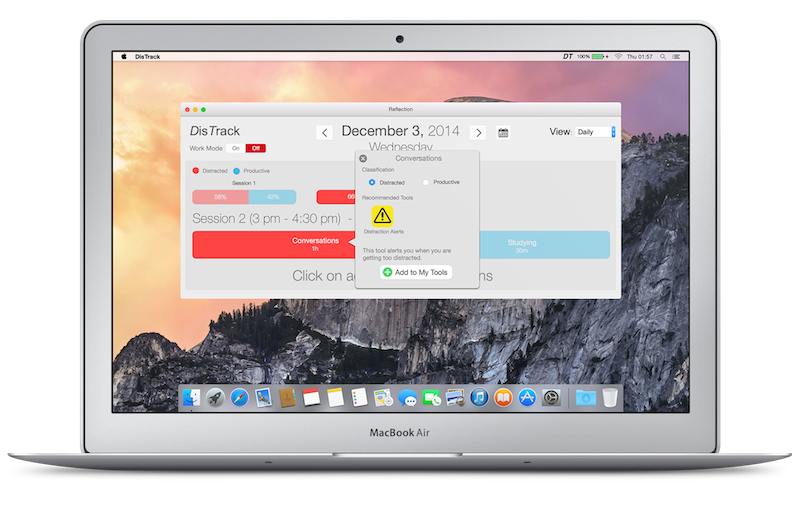 DisTrack
DT 100% Thu 01:57
Reflection
DisTrack
December 3, 2014
View: Daily
Work Mode On Off
Wednesday
Distracted Productive
Session 1
58% 42%
Session 2 (3 pm - 4:30 pm) -
Conversations
1h
Studying
30m
Click on
Conversations
Classification
Distracted Productive
Recommended Tools
Distraction Alerts
This tool alerts you when you are
getting too distracted.
Add to My Tools
MacBook Air